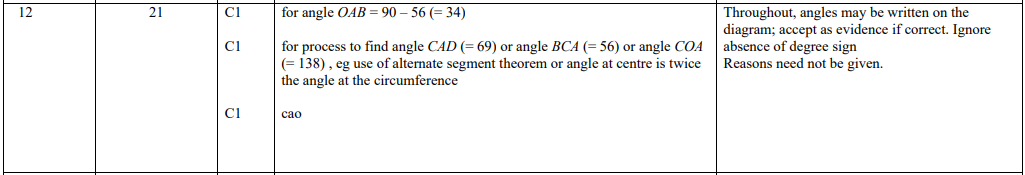 12 21 C1 for angle OAB = 90 – 56 (= 34) Throughout, angles may be written on the
diagram; accept as evidence if correct. Ignore
C1 for process to find angle CAD (= 69) or angle BCA (= 56) or angle COA absence of degree sign
(= 138) , eg use of alternate segment theorem or angle at centre is twice Reasons need not be given.
the angle at the circumference
C1 cao